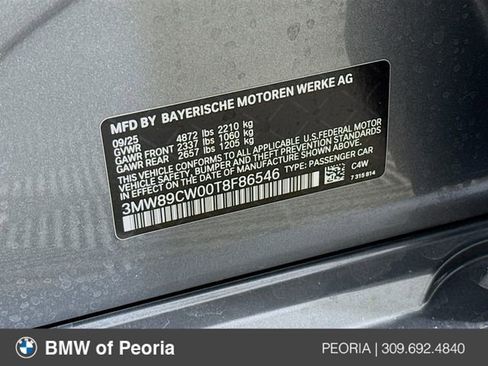 MFD BY BAYERISCHE MOTOREN WERKE AG
09/25
GVWR 4872 lbs 2210 kg
GAWR FRONT 2337 lbs 1060 kg
GAWR REAR 2657 lbs 1205 kg
THIS VEHICLE CONFORMS TO ALL APPLICABLE U.S. FEDERAL MOTOR
VEHICLE SAFETY, BUMPER AND THEFT PREVENTION STANDARDS
IN EFFECT ON THE DATE OF MANUFACTURE SHOWN ABOVE.
3MW89CW00T8F86546 TYPE: PASSENGER CAR
C4W
7 315 814
BMW
BMW of Peoria
PEORIA | 309.692.4840